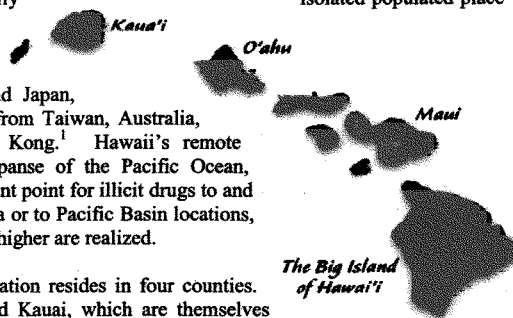 isolated populated place
Kaua'i
O'ahu
d Japan,
from Taiwan, Australia,
Maui
Kong.¹ Hawaii's remote
panse of the Pacific Ocean,
nt point for illicit drugs to and
a or to Pacific Basin locations,
higher are realized.
The Big Island
of Hawai'i
ation resides in four counties.
d Kauai, which are themselves